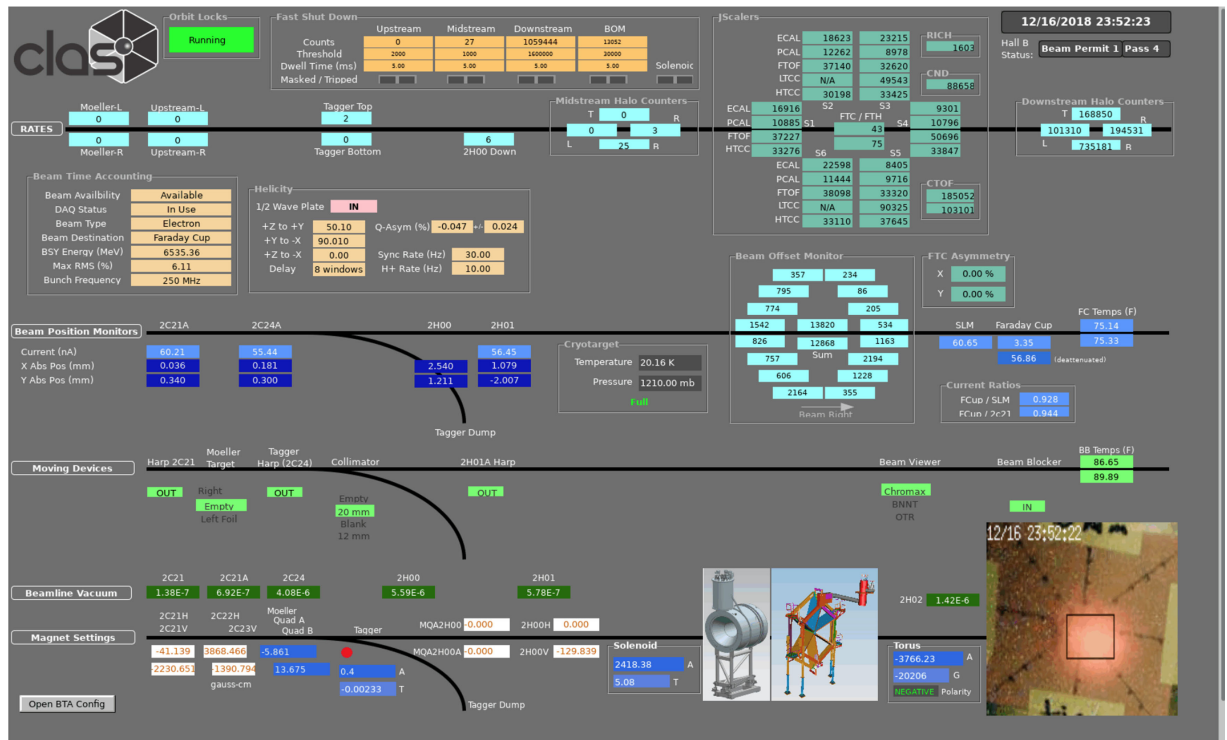 clas
Orbit Locks
Running
Fast Shut Down
Upstream Midstream Downstream BOM
Counts 0 27 1059444 13052
Threshold 2000 1000 1600000 30000
Dwell Time (ms) 5.00 5.00 5.00 5.00 Solenoid
Masked / Tripped
JScalers
ECAL 18623 23215
PCAL 12262 8978
FTOF 37140 32620
LTCC N/A 49543
HTCC 30198 33425
S2 S3
ECAL 16916 FTC / FTH 9301
PCAL 10885 S1 43 S4 10796
FTOF 37227 75 50696
HTCC 33276 S6 S5 33847
ECAL 22598 8405
PCAL 11444 9716
FTOF 38098 33320
LTCC N/A 90325
HTCC 33110 37645
RICH
1603
CND
88658
CTOF
185052
103101
12/16/2018 23:52:23
Hall B
Status: Beam Permit 1 Pass 4
RATES
Moeller-L Upstream-L Tagger Top
0 0 2
0 0 0 6
Moeller-R Upstream-R Tagger Bottom 2H00 Down
Midstream Halo Counters
T 0 R
0 3
L 25 R
Downstream Halo Counters
T 168850 R
101310 194531
L 735181 R
Beam Time Accounting
Beam Availbility Available
DAQ Status In Use
Beam Type Electron
Beam Destination Faraday Cup
BSY Energy (MeV) 6535.36
Max RMS (%) 6.11
Bunch Frequency 250 MHz
Helicity
1/2 Wave Plate IN
+Z to +Y 50.10 Q-Asym (%) -0.047 +/- 0.024
+Y to -X 90.010
+Z to -X 0.00 Sync Rate (Hz) 30.00
Delay 8 windows H+ Rate (Hz) 10.00
Beam Offset Monitor
357 234
795 86
774 205
1542 13820 534
826 12868 1163
757 Sum 2194
606 1228
2164 355
Beam Right
FTC Asymmetry
X 0.00 %
Y 0.00 %
Beam Position Monitors
2C21A 2C24A 2H00 2H01
Current (nA) 60.21 55.44 56.45
X Abs Pos (mm) 0.036 0.181 2.540 1.079
Y Abs Pos (mm) 0.340 0.300 1.211 -2.007
Tagger Dump
Cryotarget
Temperature 20.16 K
Pressure 1210.00 mb
Full
SLM Faraday Cup
60.65 3.35
56.86 (deattenuated)
FC Temps (F)
75.14
75.33
Current Ratios
FCup / SLM 0.928
FCup / 2c21 0.944
Moving Devices
Harp 2C21 Moeller Target Tagger Harp (2C24) Collimator 2H01A Harp Beam Viewer Beam Blocker
OUT
Right
Empty
Left Foil
OUT
Empty
20 mm
Blank
12 mm
OUT
Chromax
BNNT
OTR
IN
BB Temps (F)
86.65
89.89
12/16 23:52:22
Beamline Vacuum
2C21 2C21A 2C24 2H00 2H01
1.38E-7 6.92E-7 4.08E-6 5.59E-6 5.78E-7
2H02 1.42E-6
Magnet Settings
2C21H 2C22H Moeller Quad A
2C21V 2C23V Quad B Tagger
-41.139 3868.466 -5.861
-2230.651 -1390.794 13.675
gauss-cm
0.4 A
-0.00233 T
MQA2H00 -0.000 2H00H 0.000
MQA2H00A -0.000 2H00V -129.839
Tagger Dump
Solenoid
2418.38 A
5.08 T
Torus
-3766.23 A
-20206 G
NEGATIVE Polarity
Open BTA Config